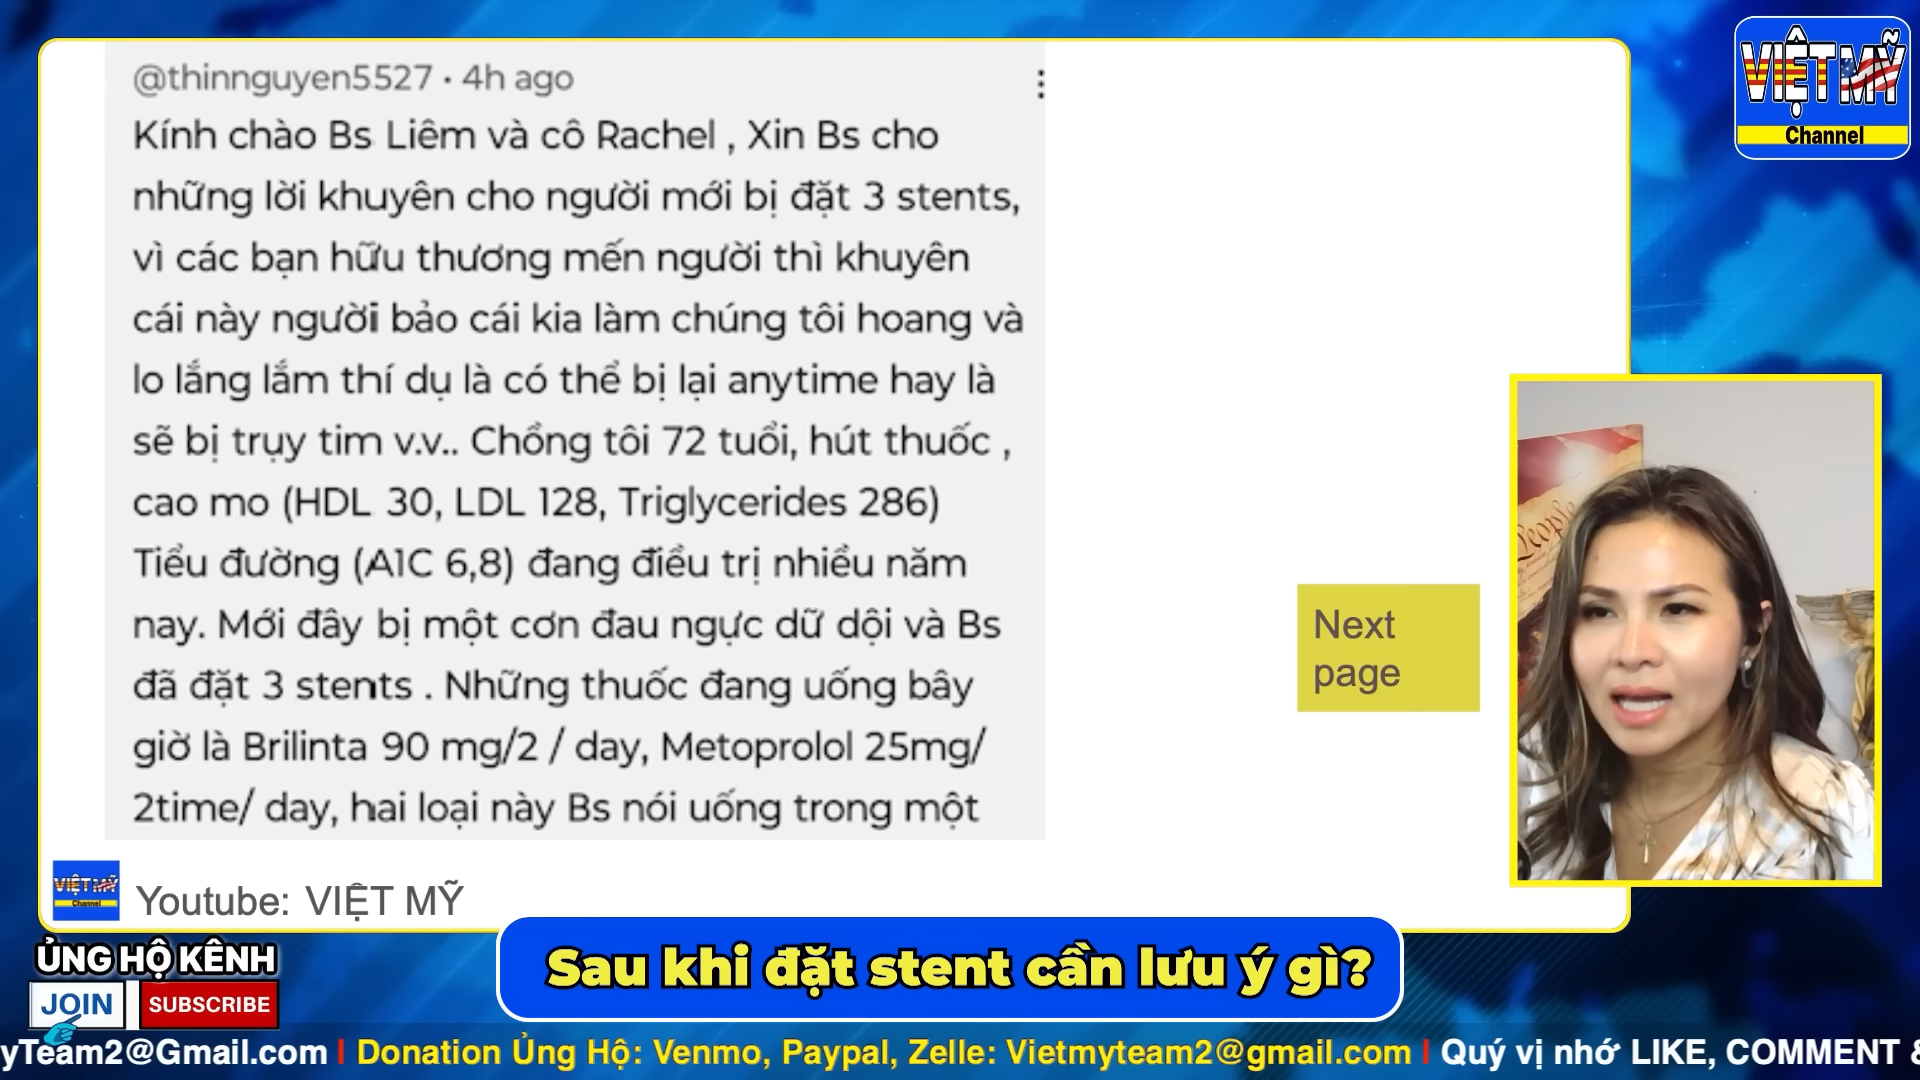 @thinnguyen5527 • 4h ago
Kính chào Bs Liêm và cô Rachel , Xin Bs cho
những lời khuyên cho người mới bị đặt 3 stents,
vì các bạn hữu thương mến người thì khuyên
cái này người bảo cái kia làm chúng tôi hoang và
lo lắng lắm thí dụ là có thể bị lại anytime hay là
sẽ bị trụy tim v.v.. Chồng tôi 72 tuổi, hút thuốc ,
cao mo (HDL 30, LDL 128, Triglycerides 286)
Tiểu đường (A1C 6,8) đang điều trị nhiều năm
nay. Mới đây bị một cơn đau ngực dữ dội và Bs
đã đặt 3 stents . Những thuốc đang uống bây
giờ là Brilinta 90 mg/2 / day, Metoprolol 25mg/
2time/ day, hai loại này Bs nói uống trong một
VIỆT MỸ
Channel
Next
page
People
VIỆT MỸ
Channel
Youtube: VIỆT MỸ
ỦNG HỘ KÊNH
JOIN
SUBSCRIBE
Sau khi đặt stent cần lưu ý gì?
yTeam2@Gmail.com I Donation Ủng Hộ: Venmo, Paypal, Zelle: Vietmyteam2@gmail.com I Quý vị nhớ LIKE, COMMENT &